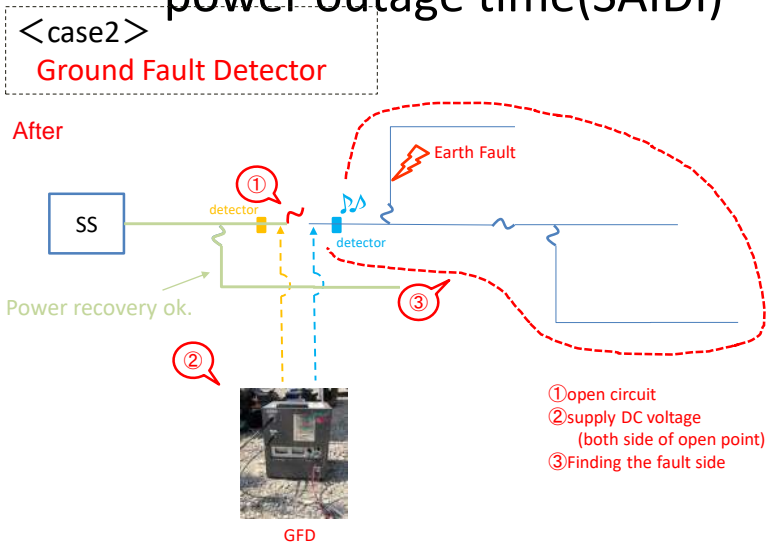 power outage time(SAIDI)
＜case2＞
Ground Fault Detector
After
Earth Fault
①
SS
detector
detector
③
Power recovery ok.
②
①open circuit
②supply DC voltage
(both side of open point)
③Finding the fault side
GFD